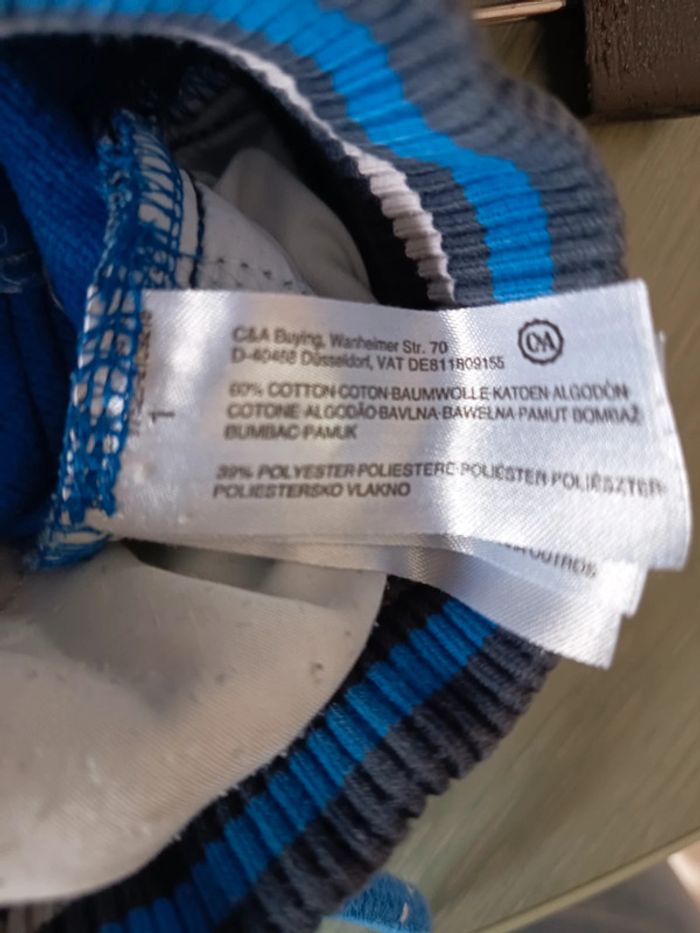 C&A Buying, Wanheimer Str. 70
D-40468 Düsseldorf, VAT DE811809155
C&A
60% COTTON·COTON·BAUMWOLLE·KATOEN·ALGODÓN·
COTONE·ALGODÃO·BAVLNA·BAWEŁNA·PAMUT·BOMBAŽ·
BUMBAC·PAMUK
39% POLYESTER·POLIESTERE·POLIÉSTER·POLIÉSZTER·
POLIESTERSKO VLAKNO
OUTROS
1